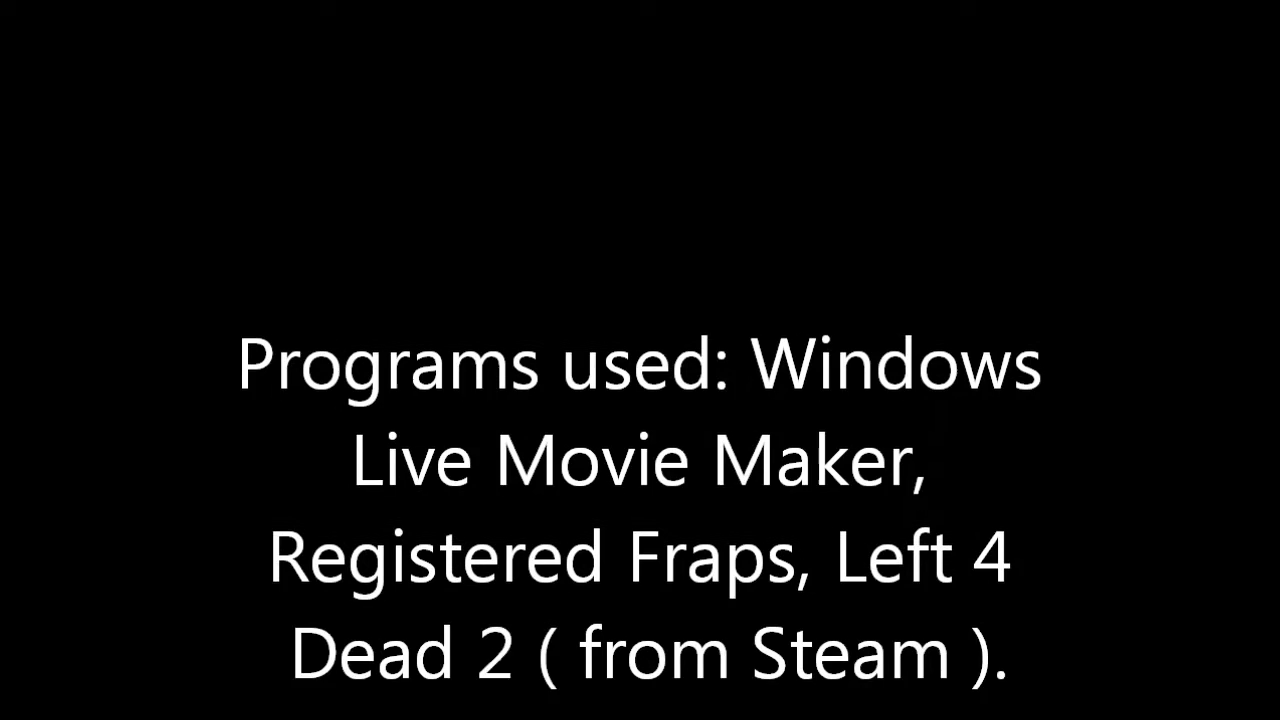 Programs used: Windows
Live Movie Maker,
Registered Fraps, Left 4
Dead 2 ( from Steam ).